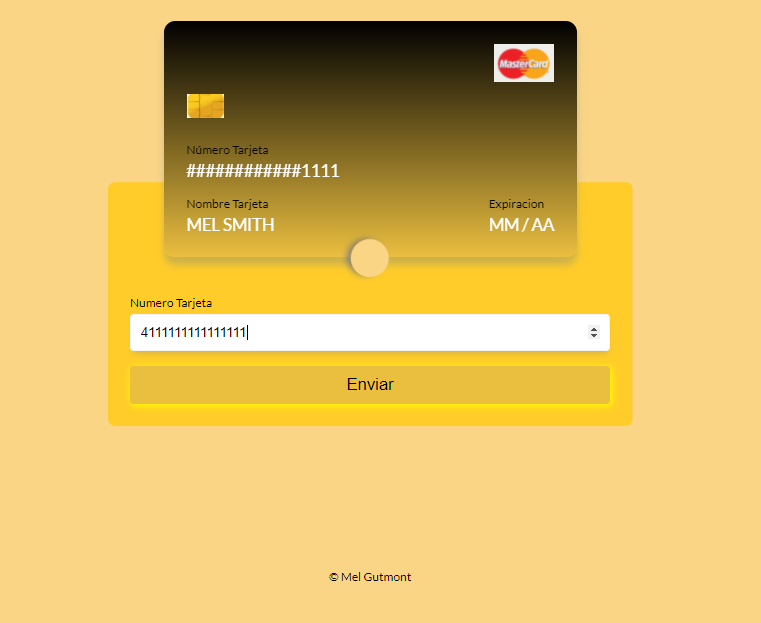 MasterCard
Número Tarjeta
############1111
Nombre Tarjeta
Expiracion
MEL SMITH
MM / AA
Numero Tarjeta
4111111111111111
Enviar
© Mel Gutmont